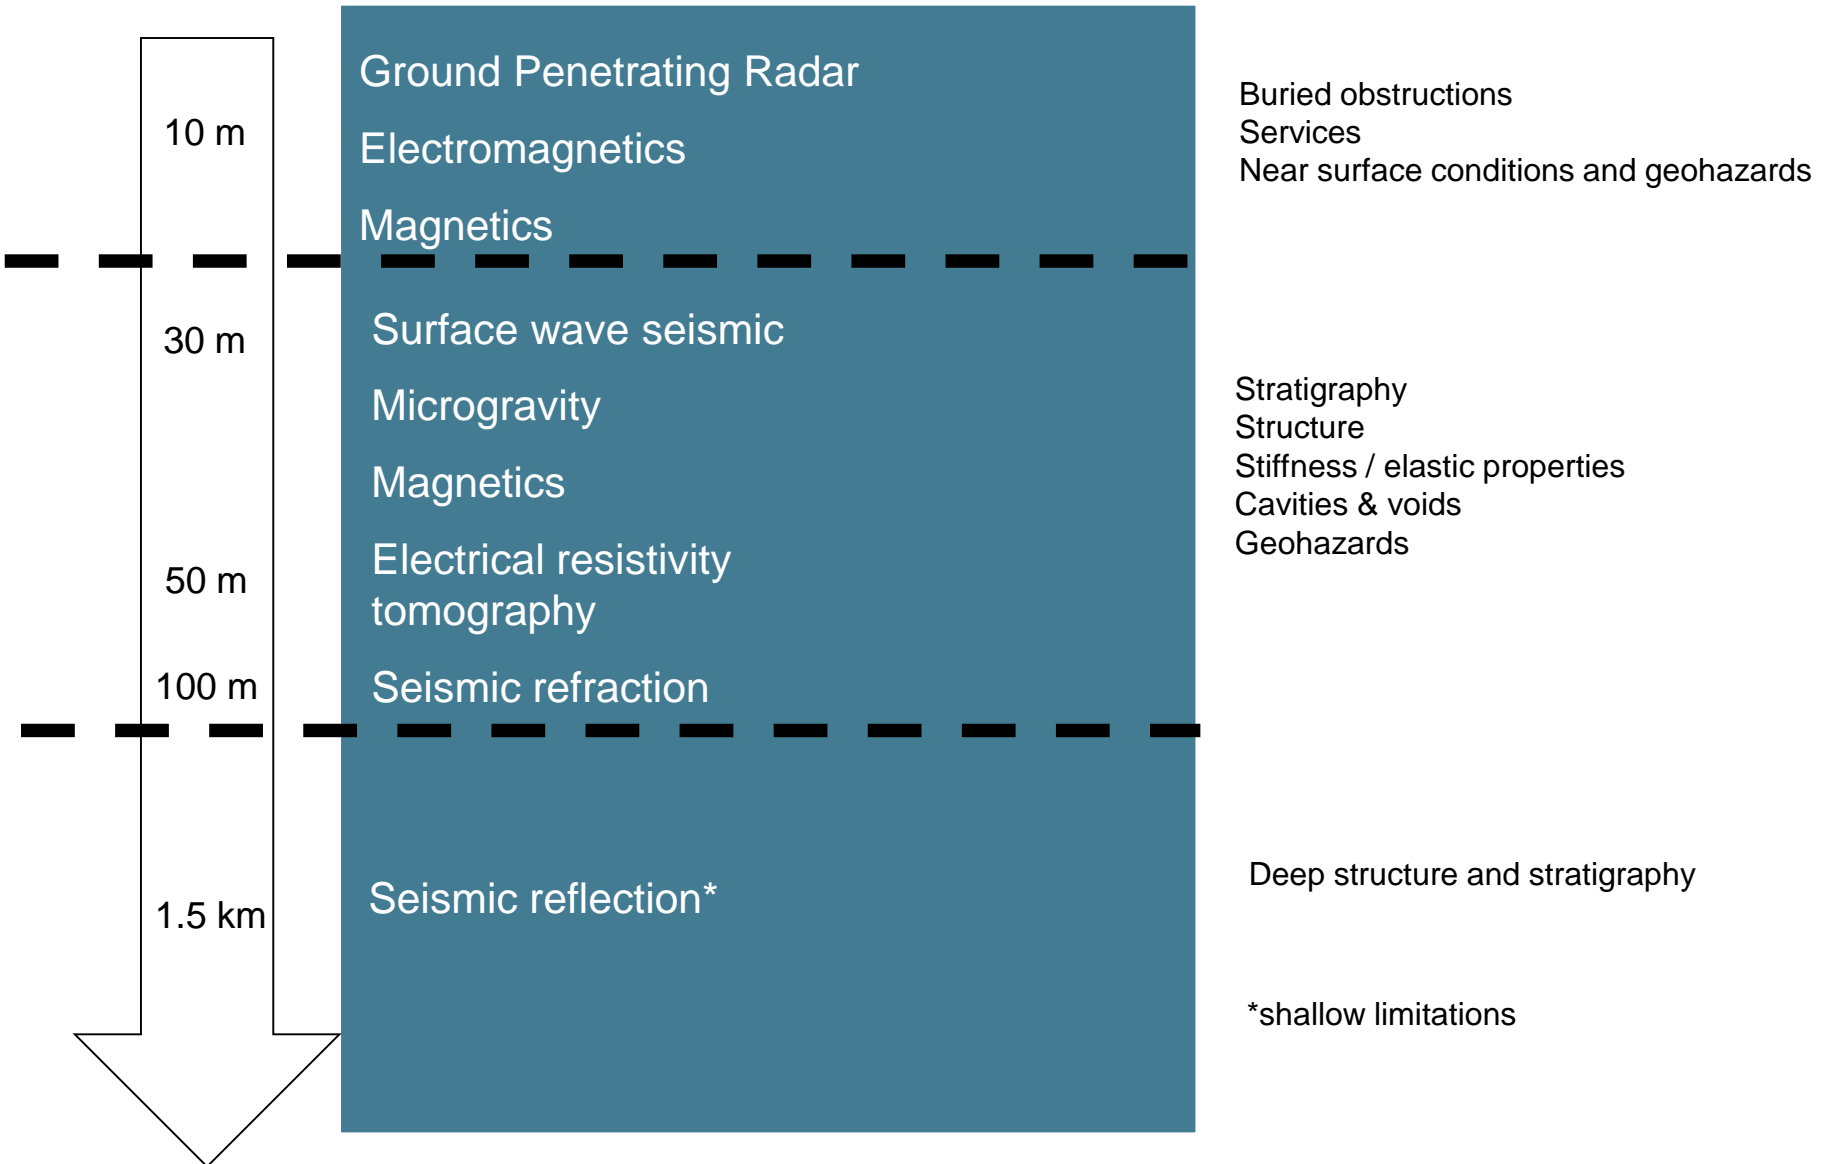 10 m
30 m
50 m
100 m
1.5 km
Ground Penetrating Radar
Electromagnetics
Magnetics
Surface wave seismic
Microgravity
Magnetics
Electrical resistivity
tomography
Seismic refraction
Seismic reflection*
Buried obstructions
Services
Near surface conditions and geohazards
Stratigraphy
Structure
Stiffness / elastic properties
Cavities & voids
Geohazards
Deep structure and stratigraphy
*shallow limitations